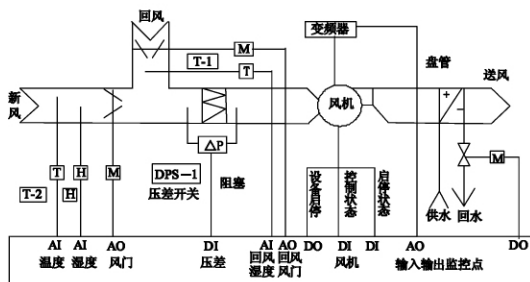 回风
变频器
T-1
M
T
盘管
送风
新风
风机
+
−
△P
T
H
M
T-2
H
DPS－1
压差开关
阻塞
设备启停
控制状态
启停状态
M
供水
回水
AI AI AO DI AI AO DO DI DI AO DO
温度 湿度 风门 压差 回风湿度 回风风门 风机 输入输出监控点